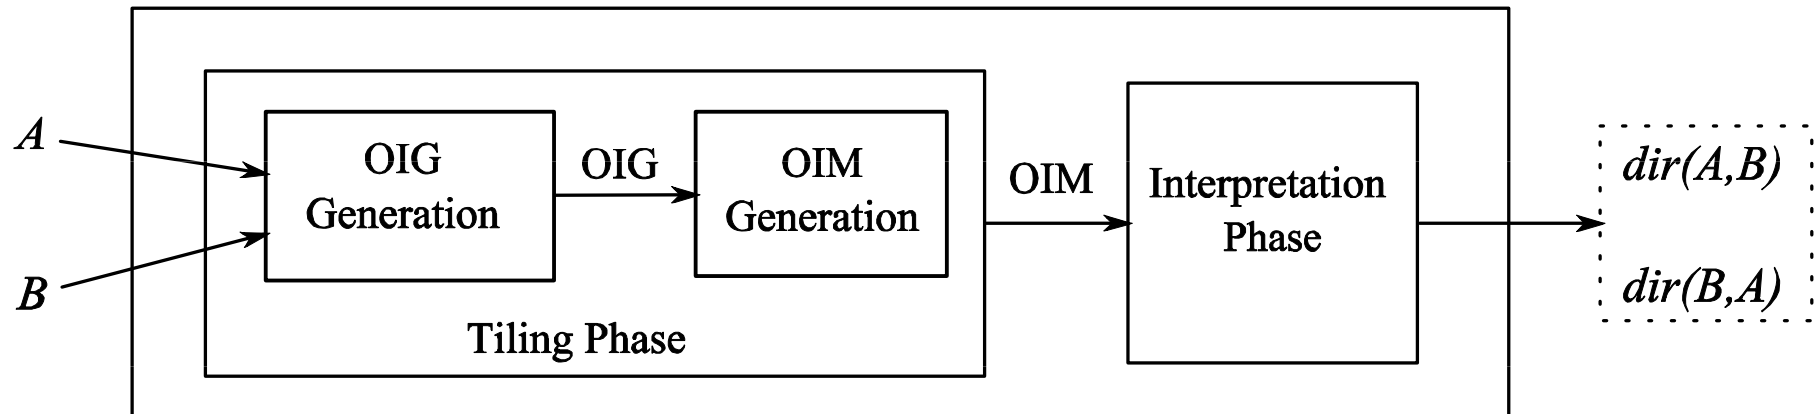 A
B
OIG
Generation
OIG
OIM
Generation
Tiling Phase
OIM
Interpretation
Phase
dir(A,B)
dir(B,A)